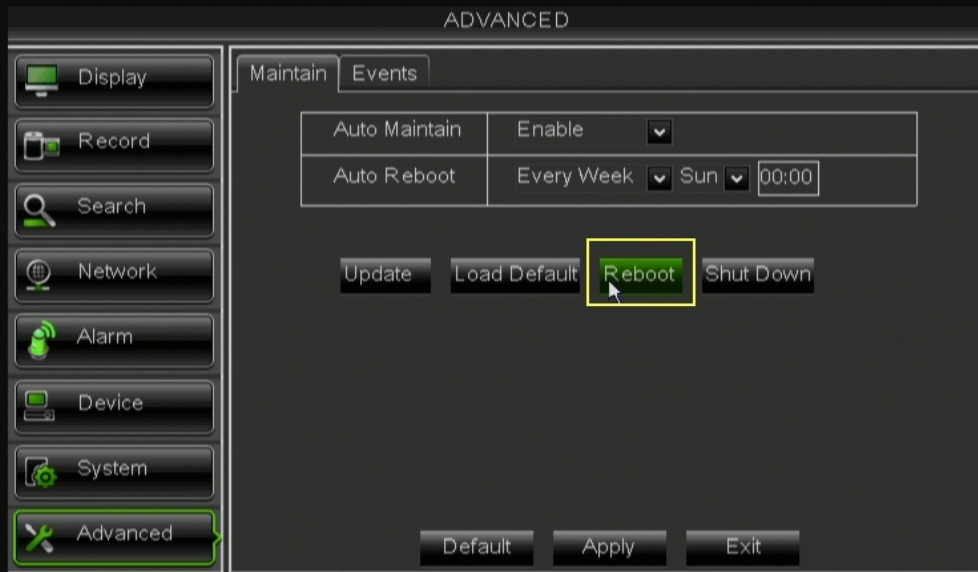 ADVANCED
Display
Record
Search
Network
Alarm
Device
System
Advanced
Maintain Events
Auto Maintain Enable
Auto Reboot Every Week Sun 00:00
Update Load Default Reboot Shut Down
Default Apply Exit